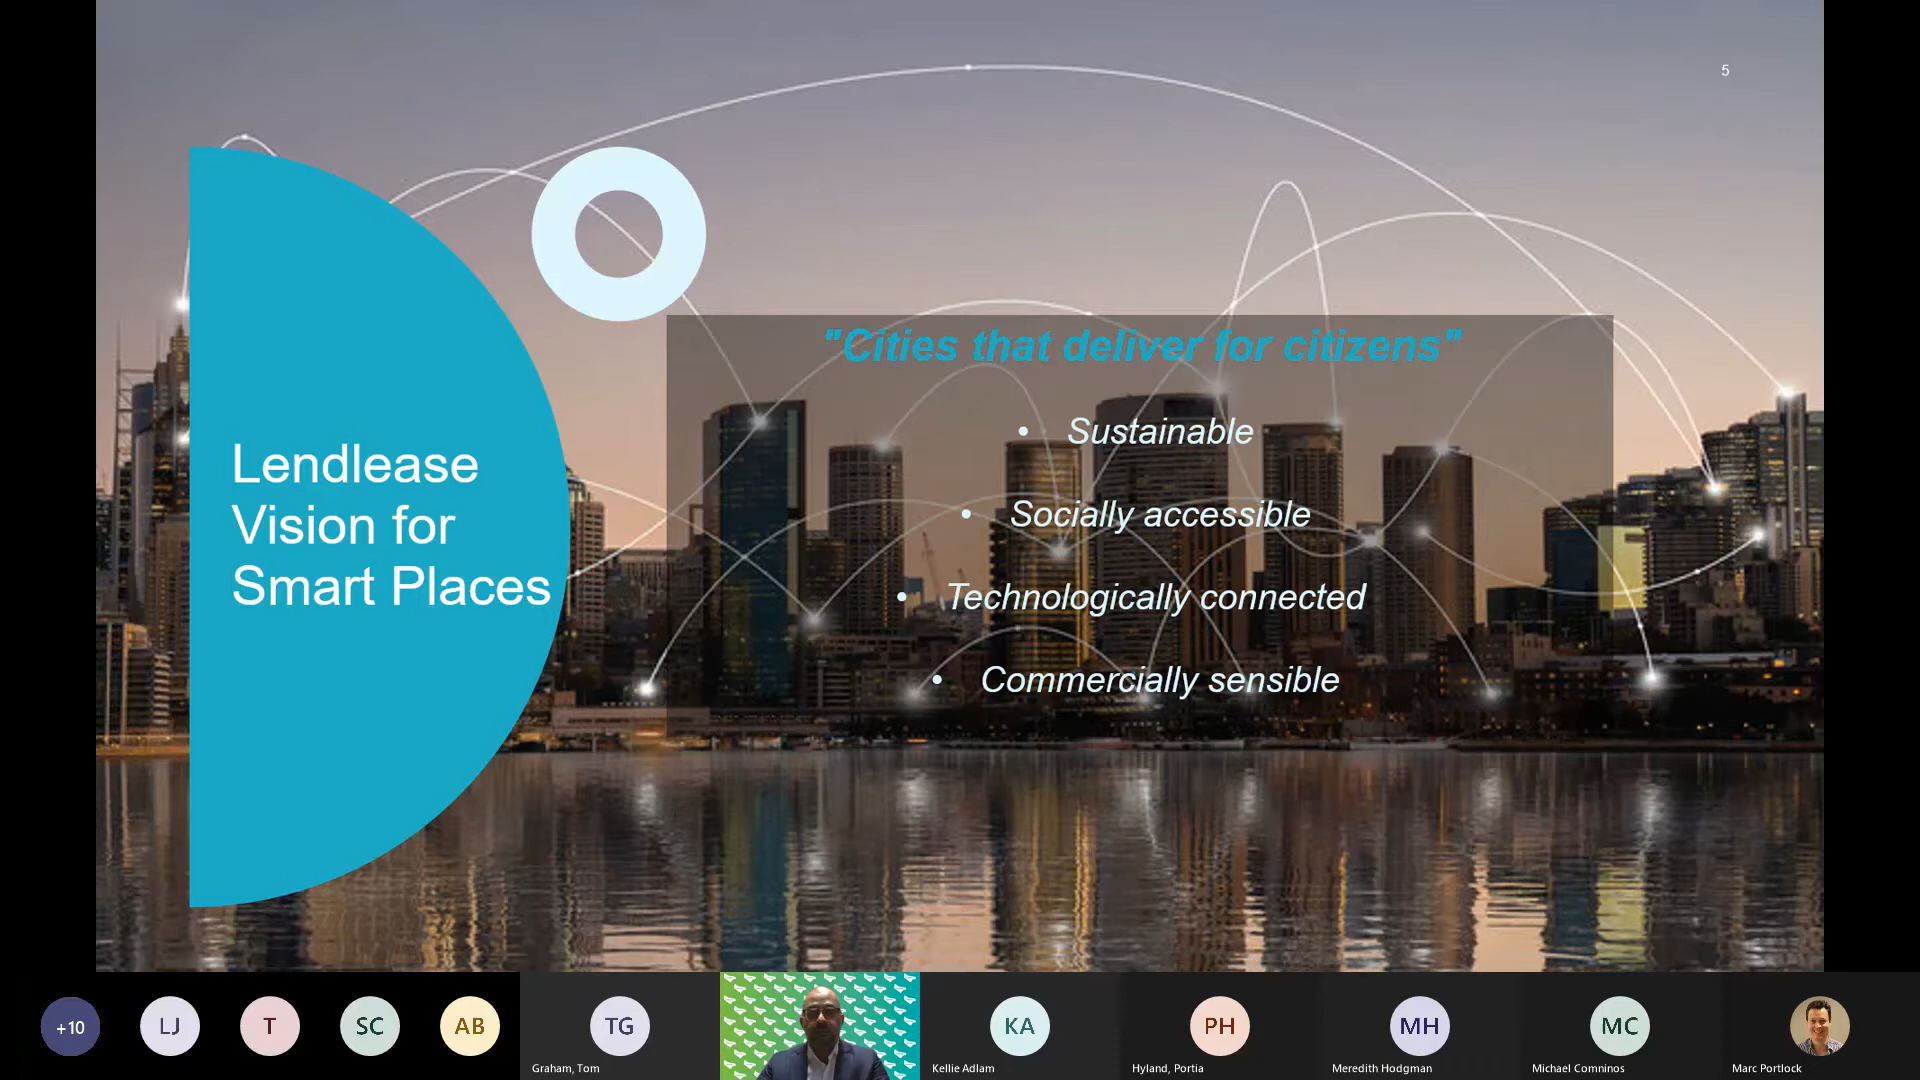 5
Lendlease
Vision for
Smart Places
"Cities that deliver for citizens"
• Sustainable
• Socially accessible
• Technologically connected
• Commercially sensible
+10
LJ
T
SC
AB
TG
KA
PH
MH
MC
Graham, Tom
Kellie Adlam
Hyland, Portia
Meredith Hodgman
Michael Comninos
Marc Portlock